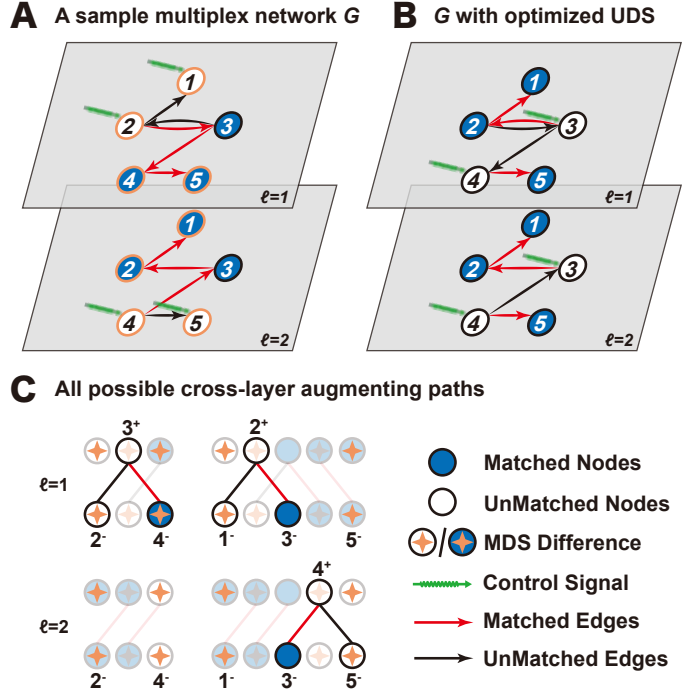 A A sample multiplex network G
B G with optimized UDS
1
2
3
4
5
ℓ=1
1
2
3
4
5
ℓ=2
1
2
3
4
5
ℓ=1
1
2
3
4
5
ℓ=2
C All possible cross-layer augmenting paths
3⁺ 2⁺
ℓ=1
2⁻ 4⁻ 1⁻ 3⁻ 5⁻
4⁺
ℓ=2
2⁻ 4⁻ 1⁻ 3⁻ 5⁻
Matched Nodes
UnMatched Nodes
/ MDS Difference
Control Signal
Matched Edges
UnMatched Edges